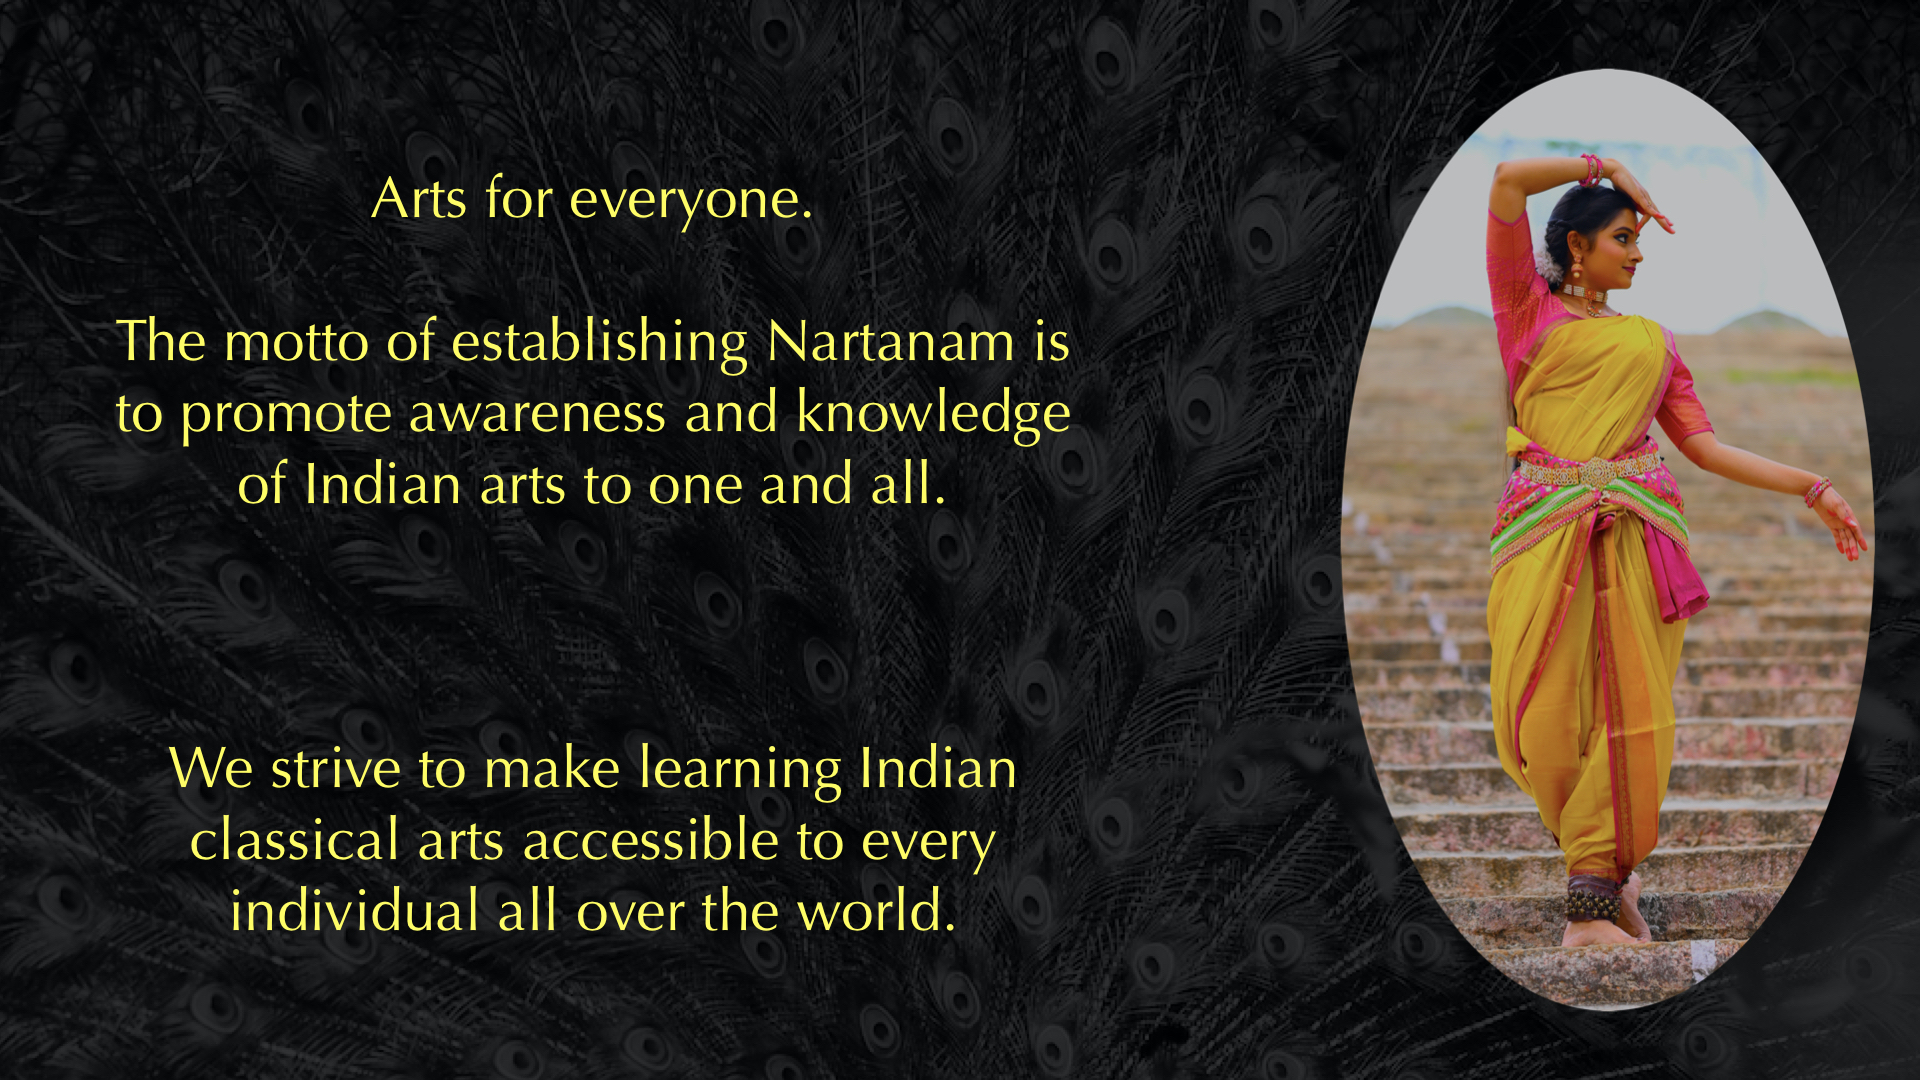 Arts for everyone.
The motto of establishing Nartanam is
to promote awareness and knowledge
of Indian arts to one and all.
We strive to make learning Indian
classical arts accessible to every
individual all over the world.